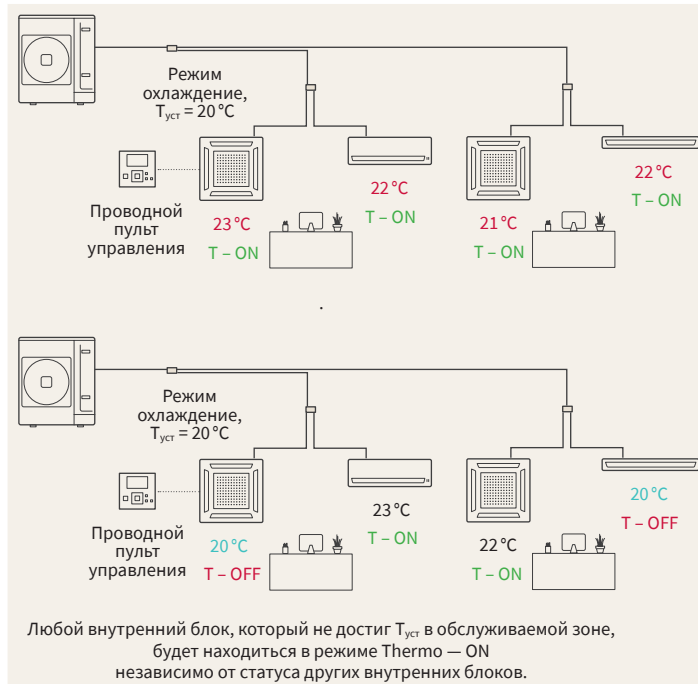 Режим
охлаждение,
Tуст = 20 °C
Проводной
пульт
управления
23 °C
T – ON
22 °C
T – ON
21 °C
T – ON
22 °C
T – ON
.
Режим
охлаждение,
Tуст = 20 °C
Проводной
пульт
управления
20 °C
T – OFF
23 °C
T – ON
22 °C
T – ON
20 °C
T – OFF
Любой внутренний блок, который не достиг Tуст в обслуживаемой зоне,
будет находиться в режиме Thermo — ON
независимо от статуса других внутренних блоков.